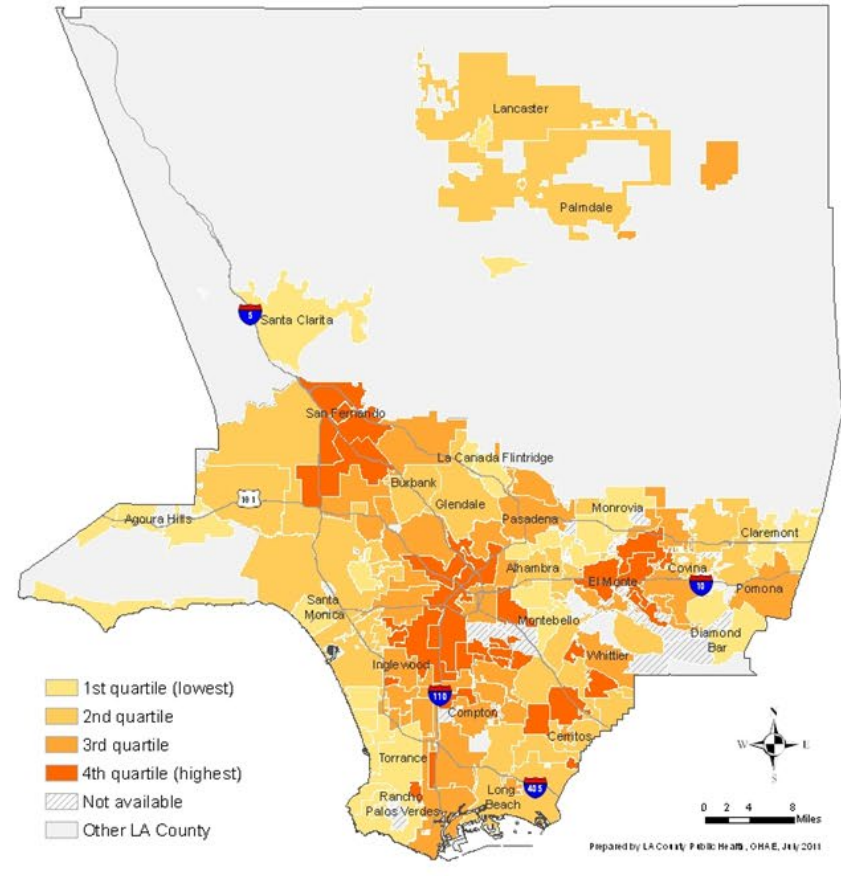 Lancaster
Palmdale
5
Santa Clarita
San Fernando
La Canada Flintridge
Burbank
101
Glendale
Monrovia
Agoura Hills
Pasadena
Claremont
Alhambra
Covina
El Monte
10
Pomona
Santa
Monica
Montebello
Diamond
Bar
Inglewood
Whittier
1st quartile (lowest)
110
2nd quartile
Compton
3rd quartile
Cerritos
N
W
E
S
Torrance
4th quartile (highest)
Not available
Rancho
Palos Verdes
Long
Beach
405
Other LA County
0 2 4 8
Miles
Prepared by LA County Public Health, OHAE, July 2011